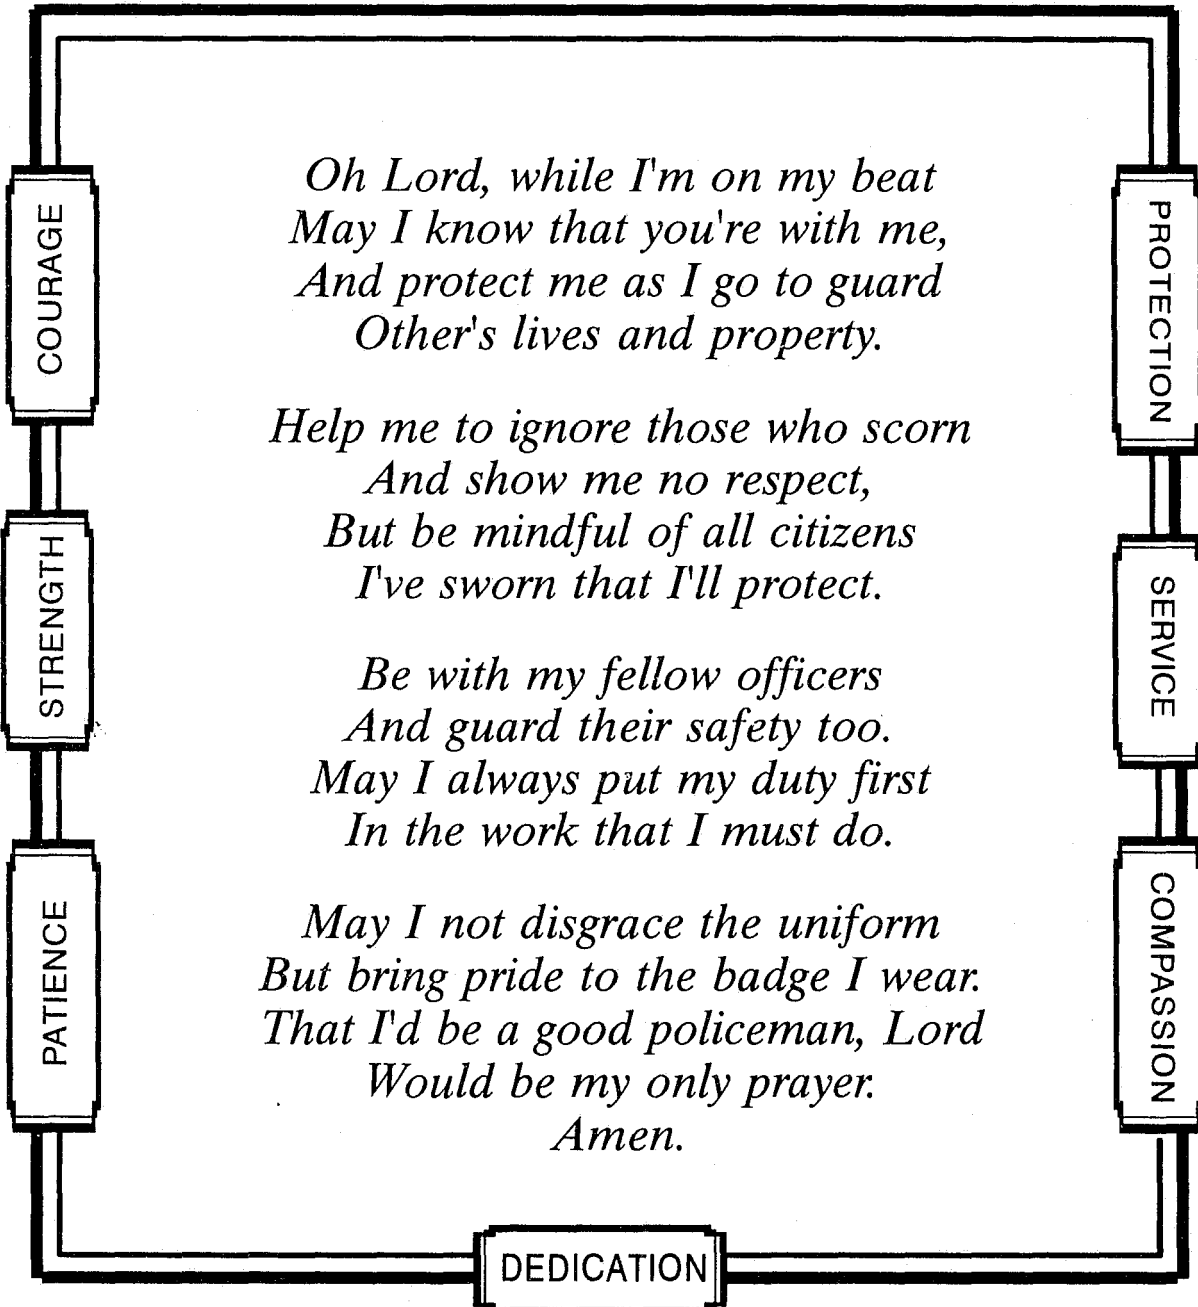 Oh Lord, while I'm on my beat
May I know that you're with me,
And protect me as I go to guard
Other's lives and property.
Help me to ignore those who scorn
And show me no respect,
But be mindful of all citizens
I've sworn that I'll protect.
Be with my fellow officers
And guard their safety too.
May I always put my duty first
In the work that I must do.
May I not disgrace the uniform
But bring pride to the badge I wear.
That I'd be a good policeman, Lord
Would be my only prayer.
Amen.
COURAGE
STRENGTH
PATIENCE
PROTECTION
SERVICE
COMPASSION
DEDICATION